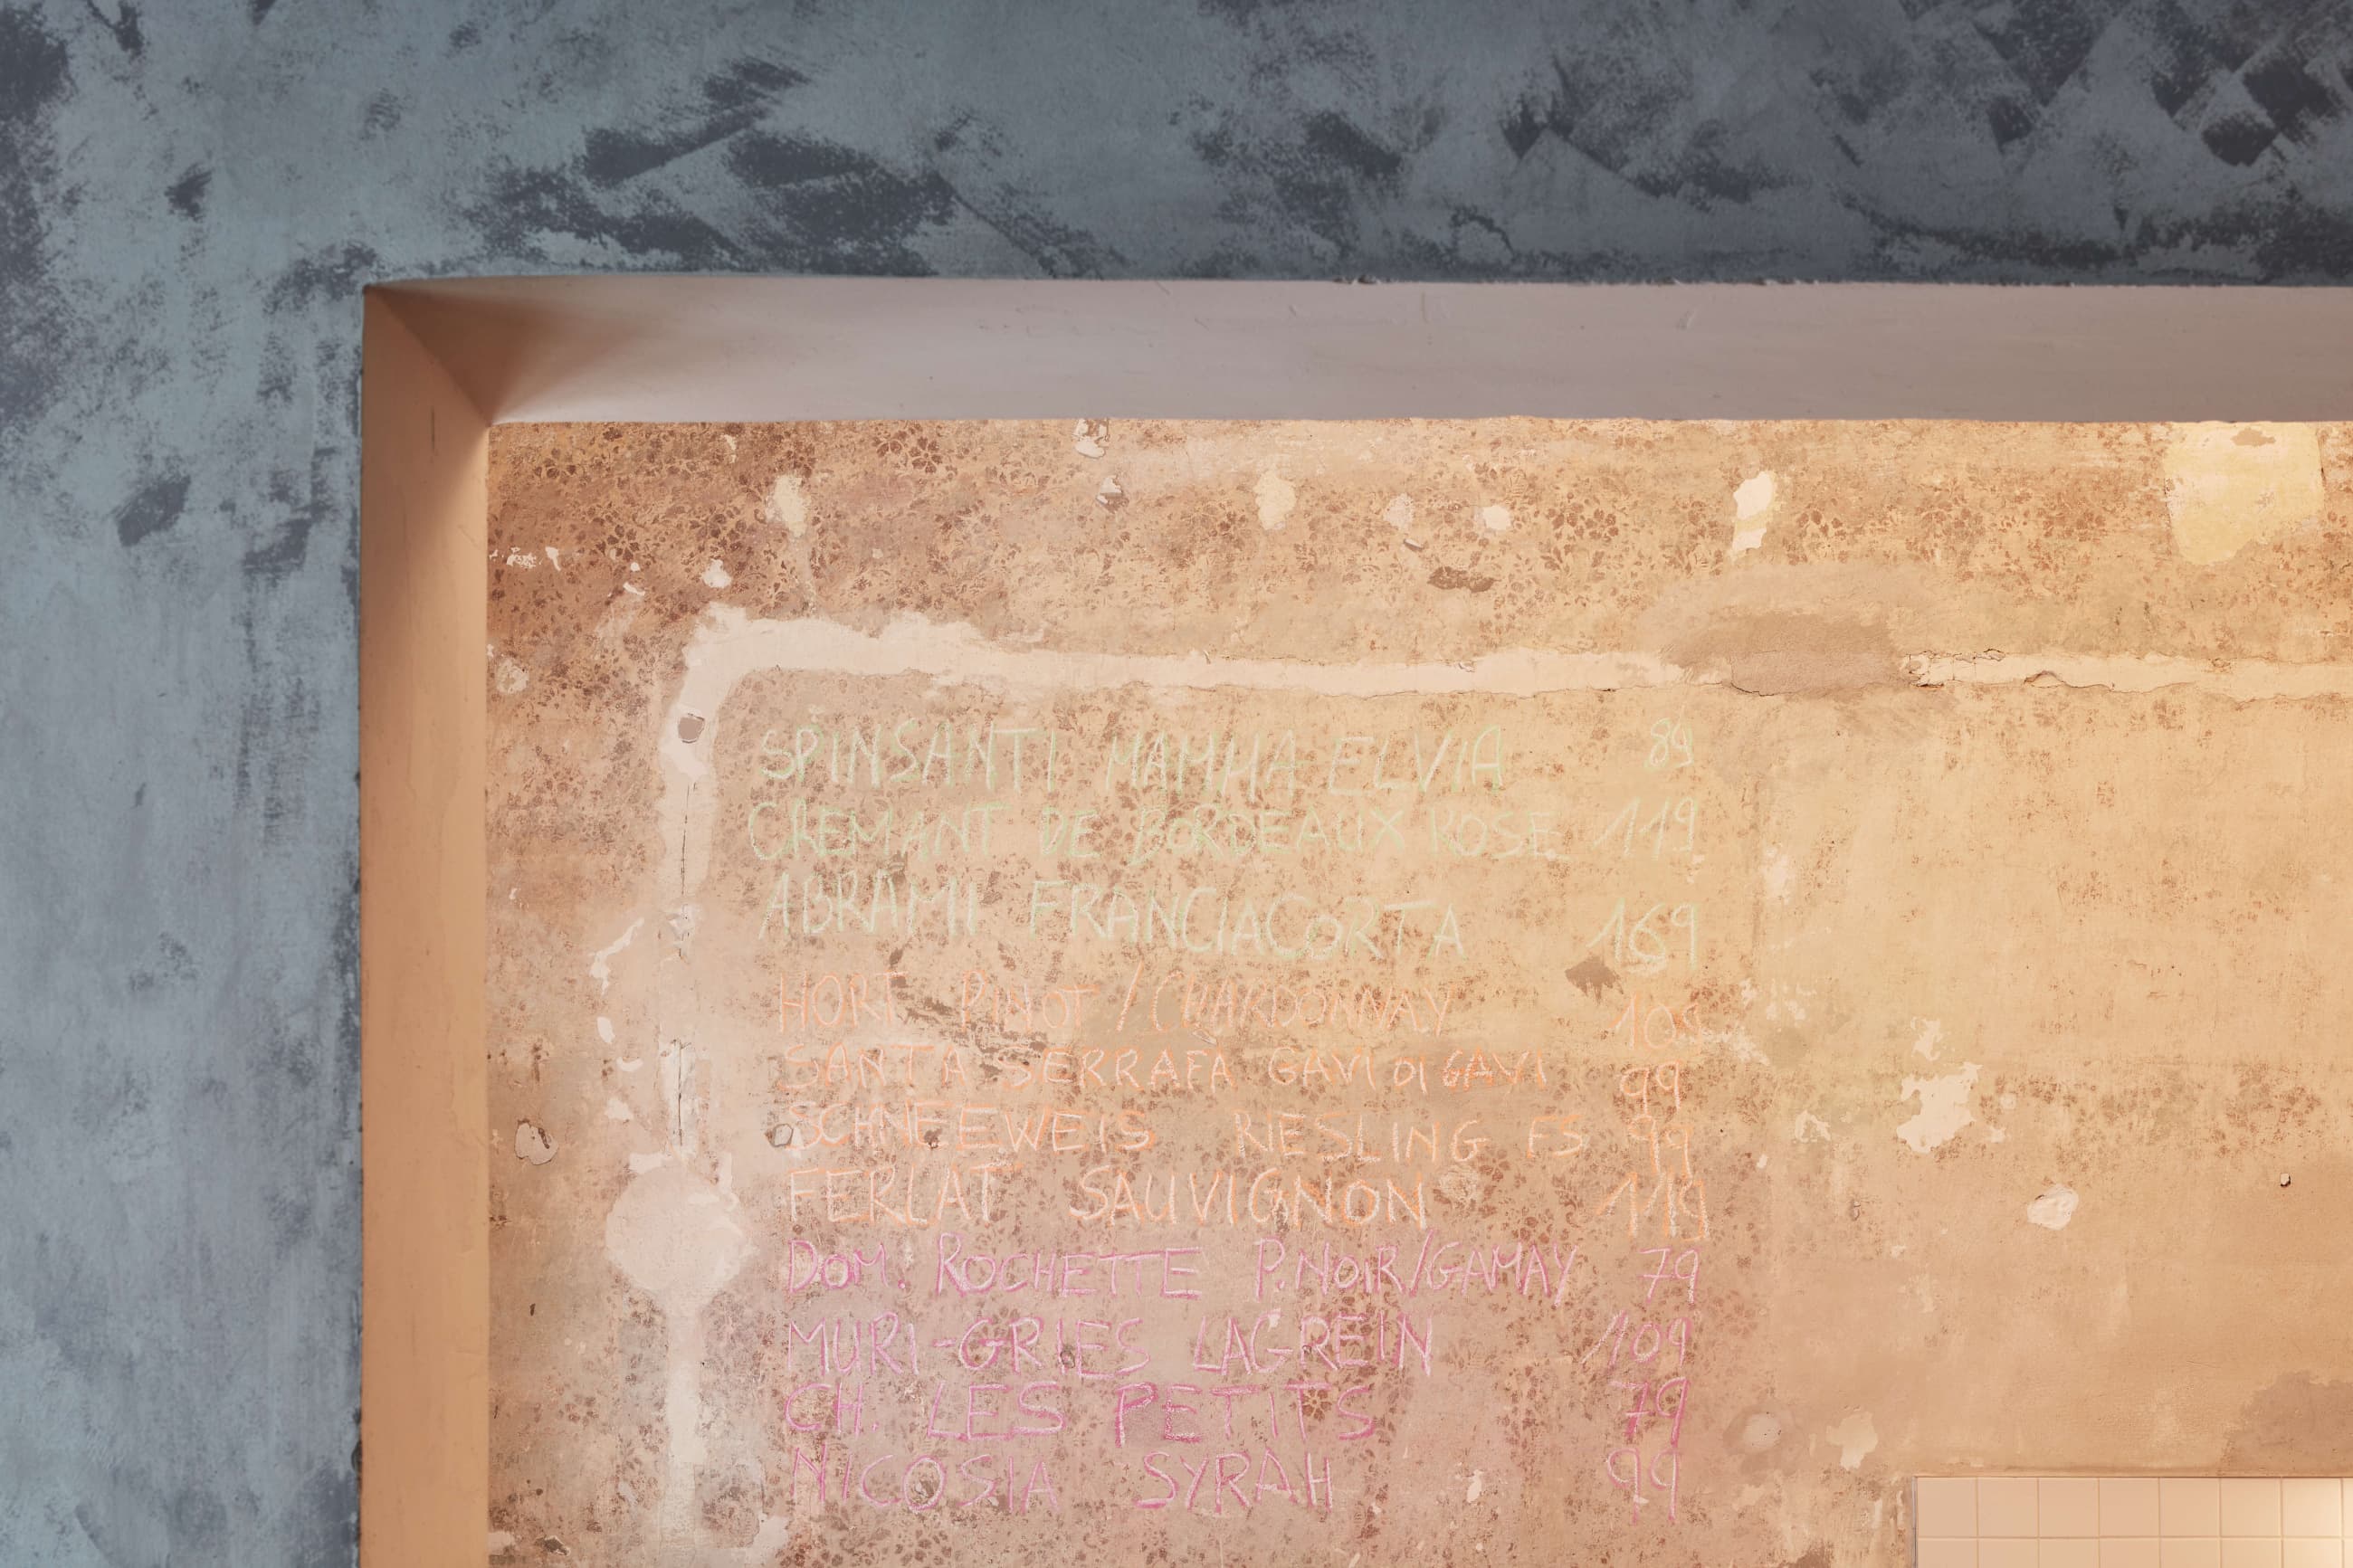 SPINSANTI MAMMA ELVIA 89
CREMANT DE BORDEAUX ROSE 119
ABRAMI FRANCIACORTA 169
HORT PINOT / CHARDONNAY 109
SANTA SERRAFA GAVI DI GAVI 99
SCHNEEWEIS RIESLING FS 99
FERLAT SAUVIGNON 119
DOM. ROCHETTE P.NOIR/GAMAY 79
MURI-GRIES LAGREIN 109
CH. LES PETITS 79
NICOSIA SYRAH 99